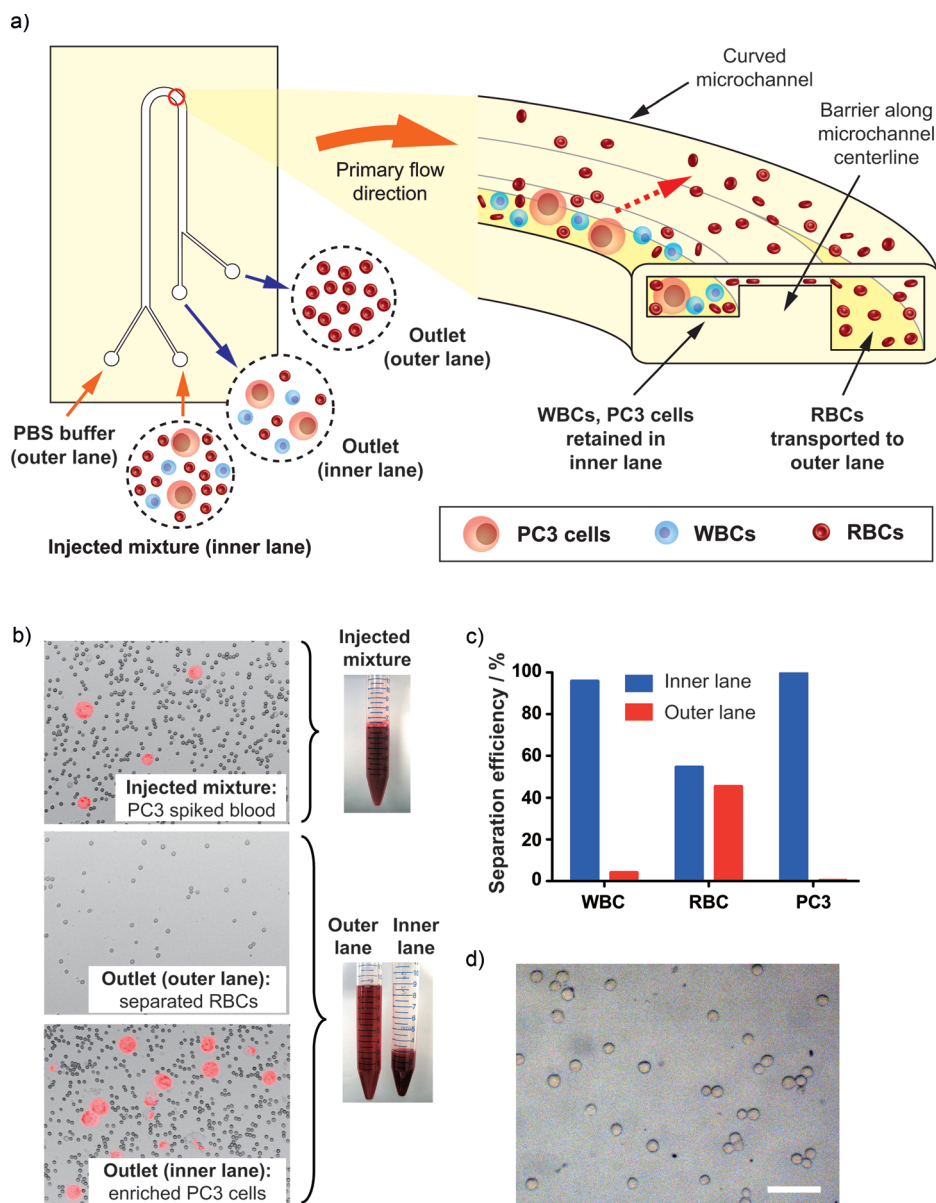 a)
Curved
microchannel
Barrier along
microchannel
centerline
Primary flow
direction
Outlet
(outer lane)
Outlet
(inner lane)
PBS buffer
(outer lane)
Injected mixture (inner lane)
WBCs, PC3 cells
retained in
inner lane
RBCs
transported to
outer lane
PC3 cells
WBCs
RBCs
b)
Injected mixture:
PC3 spiked blood
Outlet (outer lane):
separated RBCs
Outlet (inner lane):
enriched PC3 cells
Injected
mixture
Outer
lane
Inner
lane
c)
Separation efficiency / %
100
80
60
40
20
0
Inner lane
Outer lane
WBC
RBC
PC3
d)